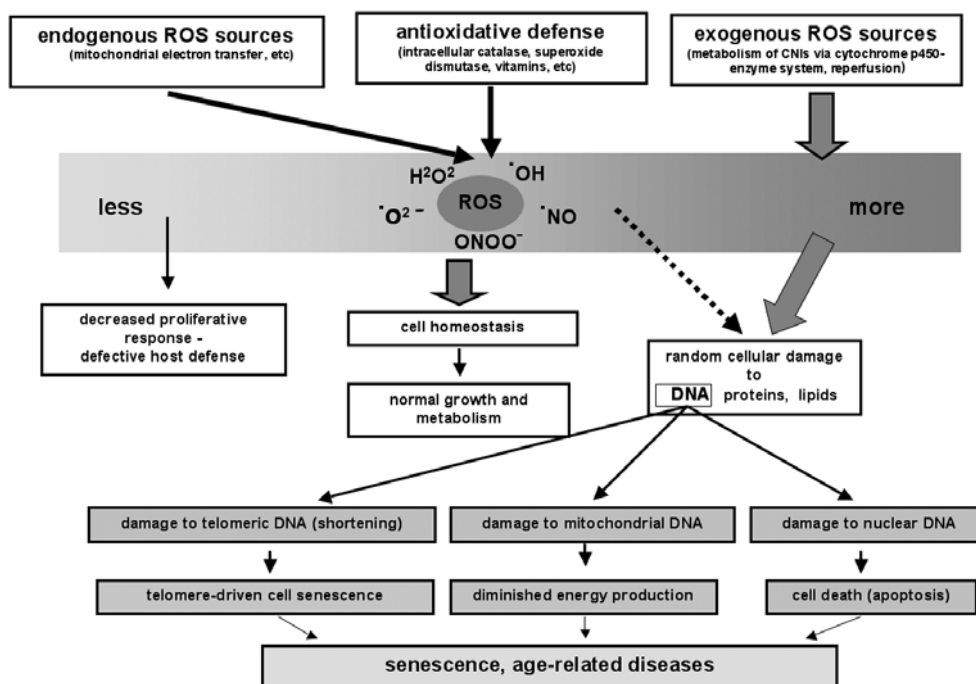 endogenous ROS sources
(mitochondrial electron transfer, etc)
antioxidative defense
(intracellular catalase, superoxide
dismutase, vitamins, etc)
exogenous ROS sources
(metabolism of CNIs via cytochrome p450-
enzyme system, reperfusion)
less
H²O²
˙OH
˙O²⁻
ROS
˙NO
ONOO⁻
more
decreased proliferative
response -
defective host defense
cell homeostasis
normal growth and
metabolism
random cellular damage
to
DNA proteins, lipids
damage to telomeric DNA (shortening)
damage to mitochondrial DNA
damage to nuclear DNA
telomere-driven cell senescence
diminished energy production
cell death (apoptosis)
senescence, age-related diseases